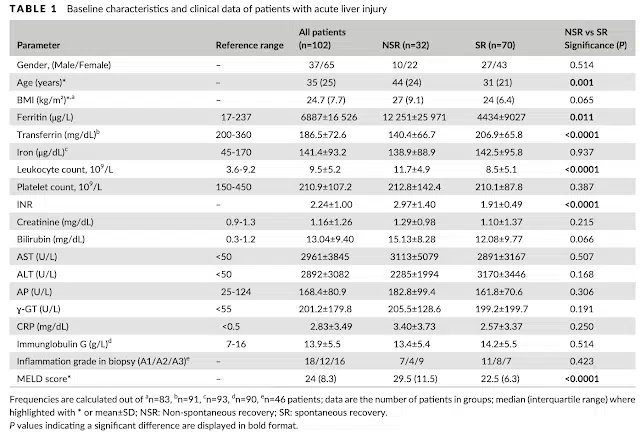 TABLE 1 Baseline characteristics and clinical data of patients with acute liver injury
Parameter Reference range All patients (n=102) NSR (n=32) SR (n=70) NSR vs SR Significance (P)
Gender, (Male/Female) – 37/65 10/22 27/43 0.514
Age (years)* – 35 (25) 44 (24) 31 (21) 0.001
BMI (kg/m²)*,a – 24.7 (7.7) 27 (9.1) 24 (6.4) 0.065
Ferritin (μg/L) 17-237 6887±16 526 12 251±25 971 4434±9027 0.011
Transferrin (mg/dL)b 200-360 186.5±72.6 140.4±66.7 206.9±65.8 <0.0001
Iron (μg/dL)c 45-170 141.4±93.2 138.9±88.9 142.5±95.8 0.937
Leukocyte count, 10⁹/L 3.6-9.2 9.5±5.2 11.7±4.9 8.5±5.1 <0.0001
Platelet count, 10⁹/L 150-450 210.9±107.2 212.8±142.4 210.1±87.8 0.387
INR – 2.24±1.00 2.97±1.40 1.91±0.49 <0.0001
Creatinine (mg/dL) 0.9-1.3 1.16±1.26 1.29±0.98 1.10±1.37 0.215
Bilirubin (mg/dL) 0.3-1.2 13.04±9.40 15.13±8.28 12.08±9.77 0.066
AST (U/L) <50 2961±3845 3113±5079 2891±3167 0.507
ALT (U/L) <50 2892±3082 2285±1994 3170±3446 0.168
AP (U/L) 25-124 168.4±80.9 182.8±99.4 161.8±70.6 0.306
γ-GT (U/L) <55 201.2±179.8 205.5±128.6 199.2±199.7 0.191
CRP (mg/dL) <0.5 2.83±3.49 3.40±3.73 2.57±3.37 0.250
Immunglobulin G (g/L)d 7-16 13.9±5.5 13.4±5.4 14.2±5.5 0.514
Inflammation grade in biopsy (A1/A2/A3)e – 18/12/16 7/4/9 11/8/7 0.423
MELD score* – 24 (8.3) 29.5 (11.5) 22.5 (6.3) <0.0001
Frequencies are calculated out of an=83, bn=91, cn=93, dn=90, en=46 patients; data are the number of patients in groups; median (interquartile range) where
highlighted with * or mean±SD; NSR: Non-spontaneous recovery; SR: spontaneous recovery.
P values indicating a significant difference are displayed in bold format.